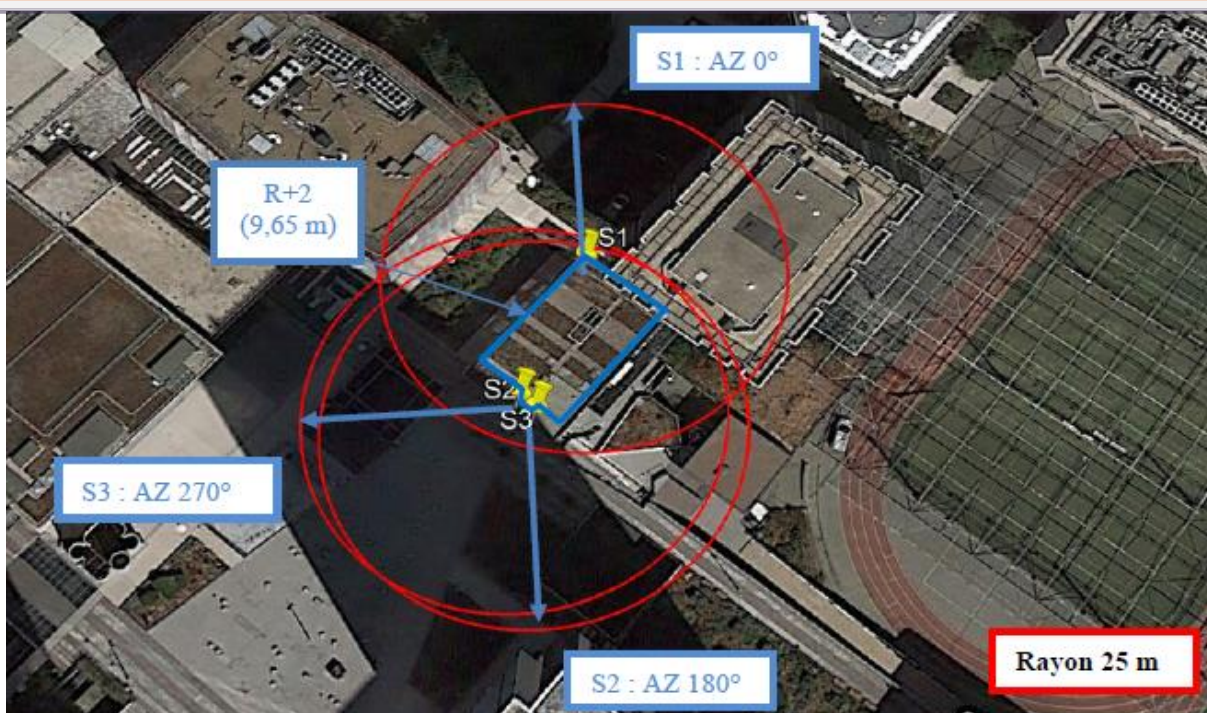 S1 : AZ 0°
R+2
(9,65 m)
S1
S2
S3
S3 : AZ 270°
Rayon 25 m
S2 : AZ 180°